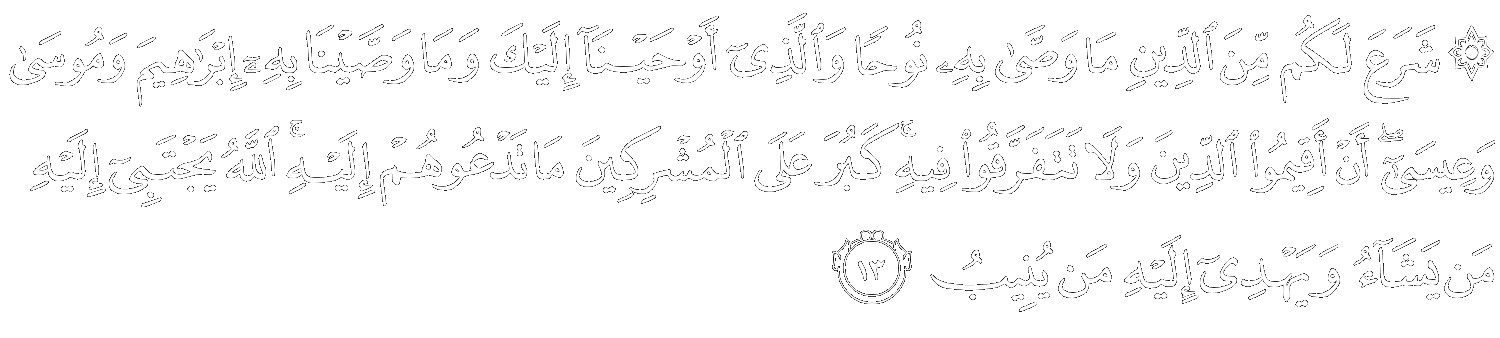 ۞ شَرَعَ لَكُم مِّنَ ٱلدِّينِ مَا وَصَّىٰ بِهِۦ نُوحًا وَٱلَّذِىٓ أَوْحَيْنَآ إِلَيْكَ وَمَا وَصَّيْنَا بِهِۦٓ إِبْرَٰهِيمَ وَمُوسَىٰ
وَعِيسَىٰٓ ۖ أَنْ أَقِيمُوا۟ ٱلدِّينَ وَلَا تَتَفَرَّقُوا۟ فِيهِ ۚ كَبُرَ عَلَى ٱلْمُشْرِكِينَ مَا تَدْعُوهُمْ إِلَيْهِ ۚ ٱللَّهُ يَجْتَبِىٓ إِلَيْهِ
مَن يَشَآءُ وَيَهْدِىٓ إِلَيْهِ مَن يُنِيبُ ١٣